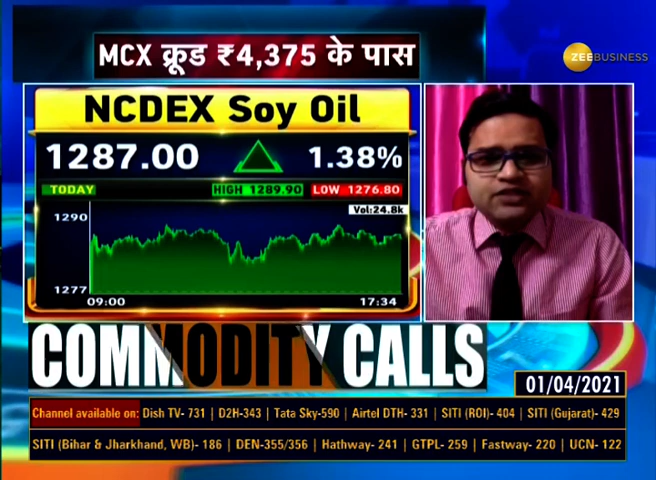 MCX क्रूड ₹4,375 के पास
ZEE BUSINESS
NCDEX Soy Oil
1287.00 1.38%
TODAY HIGH 1289.90 LOW 1276.80
Vol:24.8k
1290
1277
09:00 17:34
COMMODITY CALLS
01/04/2021
Channel available on: Dish TV- 731 | D2H-343 | Tata Sky-590 | Airtel DTH- 331 | SITI (ROI)- 404 | SITI (Gujarat)- 429
SITI (Bihar & Jharkhand, WB)- 186 | DEN-355/356 | Hathway- 241 | GTPL- 259 | Fastway- 220 | UCN- 122